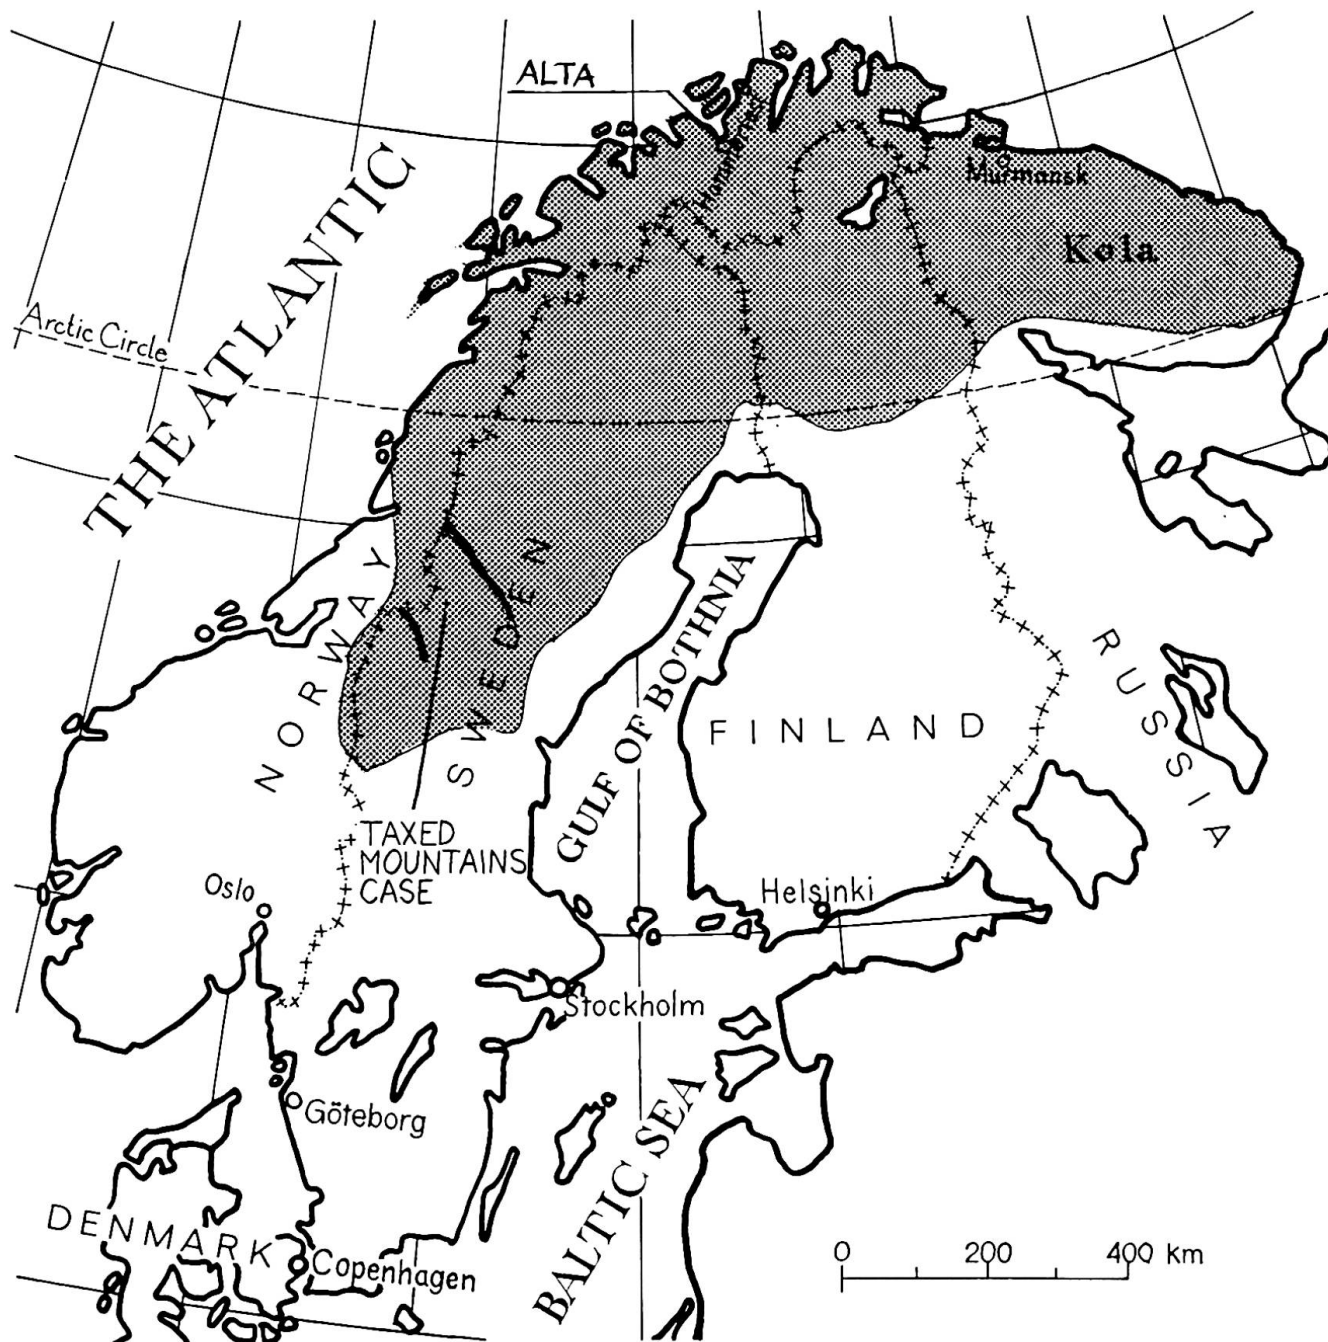 ALTA
Hammerfest
Murmansk
Kola
Arctic Circle
THE ATLANTIC
NORWAY
SWEDEN
GULF OF BOTHNIA
FINLAND
RUSSIA
TAXED
MOUNTAINS
CASE
Oslo
Helsinki
Stockholm
Göteborg
BALTIC SEA
DENMARK
Copenhagen
0 200 400 km